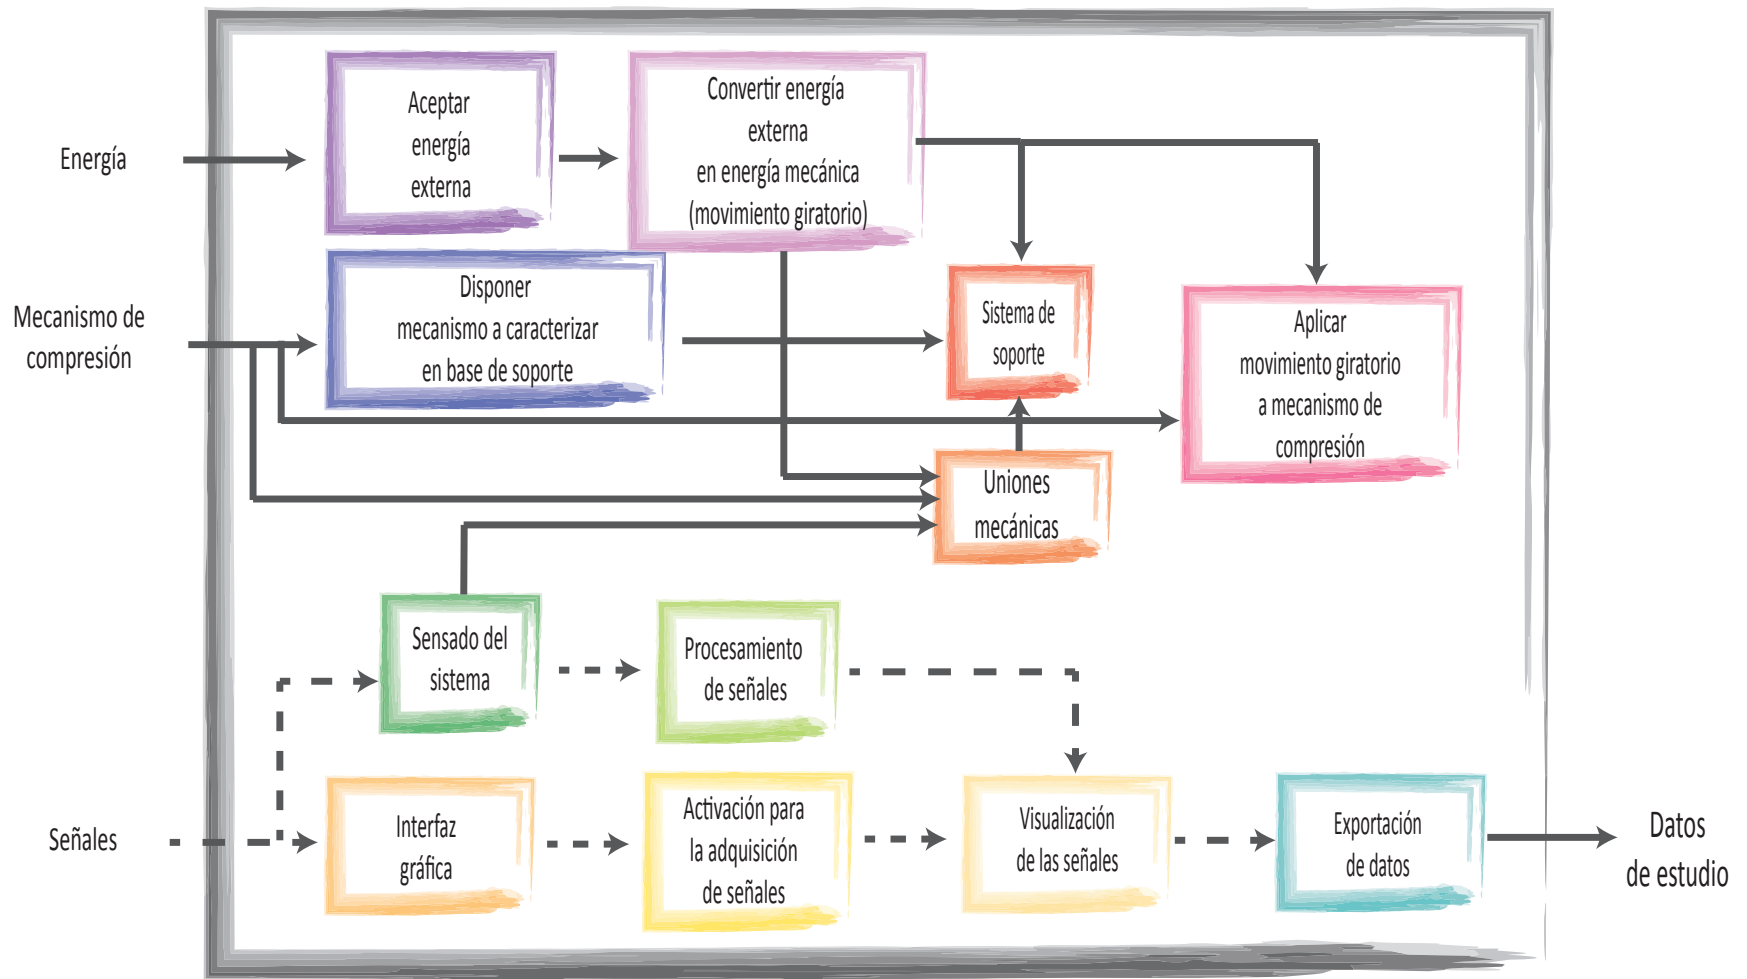 Energía
Aceptar
energía
externa
Convertir energía
externa
en energía mecánica
(movimiento giratorio)
Mecanismo de
compresión
Disponer
mecanismo a caracterizar
en base de soporte
Sistema de
soporte
Aplicar
movimiento giratorio
a mecanismo de
compresión
Uniones
mecánicas
Sensado del
sistema
Procesamiento
de señales
Señales
Interfaz
gráfica
Activación para
la adquisición
de señales
Visualización
de las señales
Exportación
de datos
Datos
de estudio